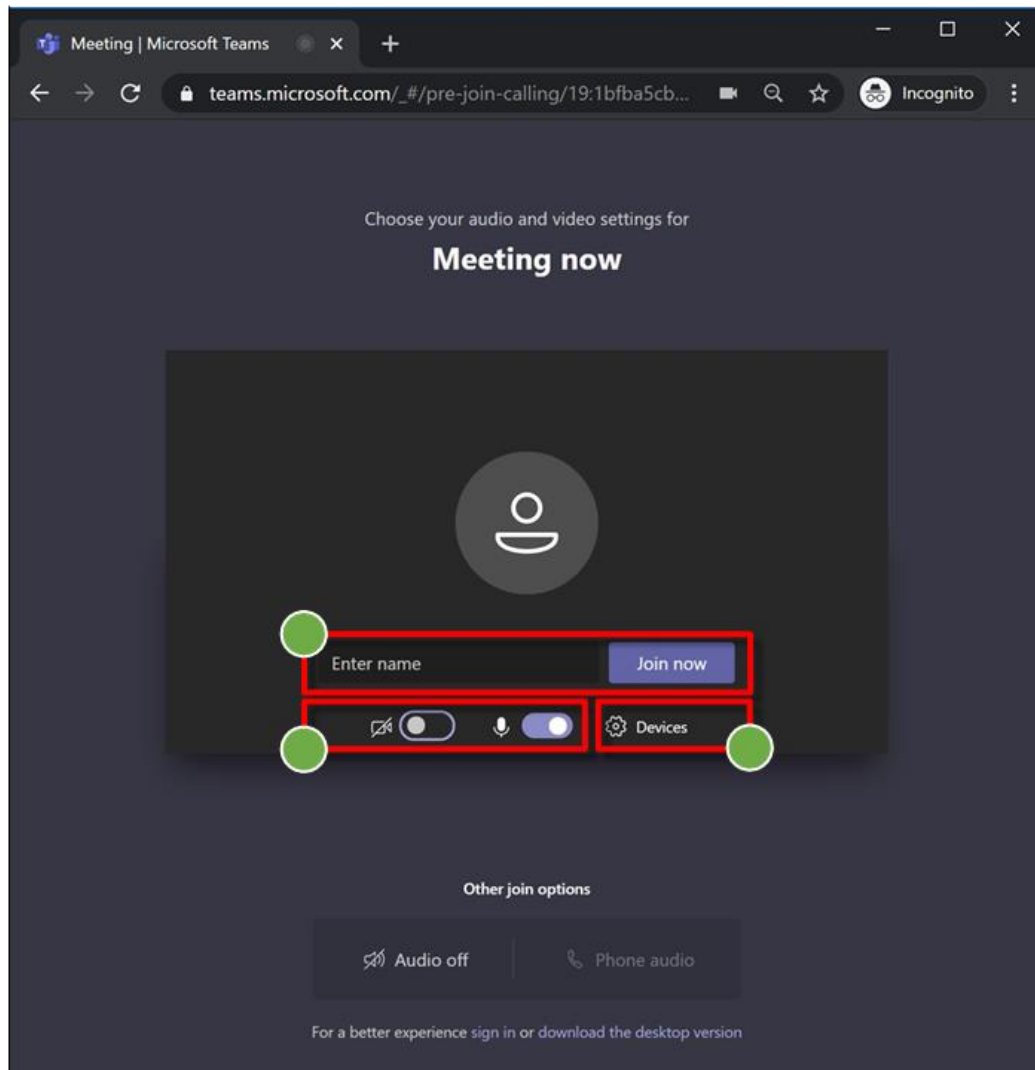 Meeting | Microsoft Teams
teams.microsoft.com/_#/pre-join-calling/19:1bfba5cb...
Incognito
Choose your audio and video settings for
Meeting now
Enter name
Join now
Devices
Other join options
Audio off
Phone audio
For a better experience sign in or download the desktop version